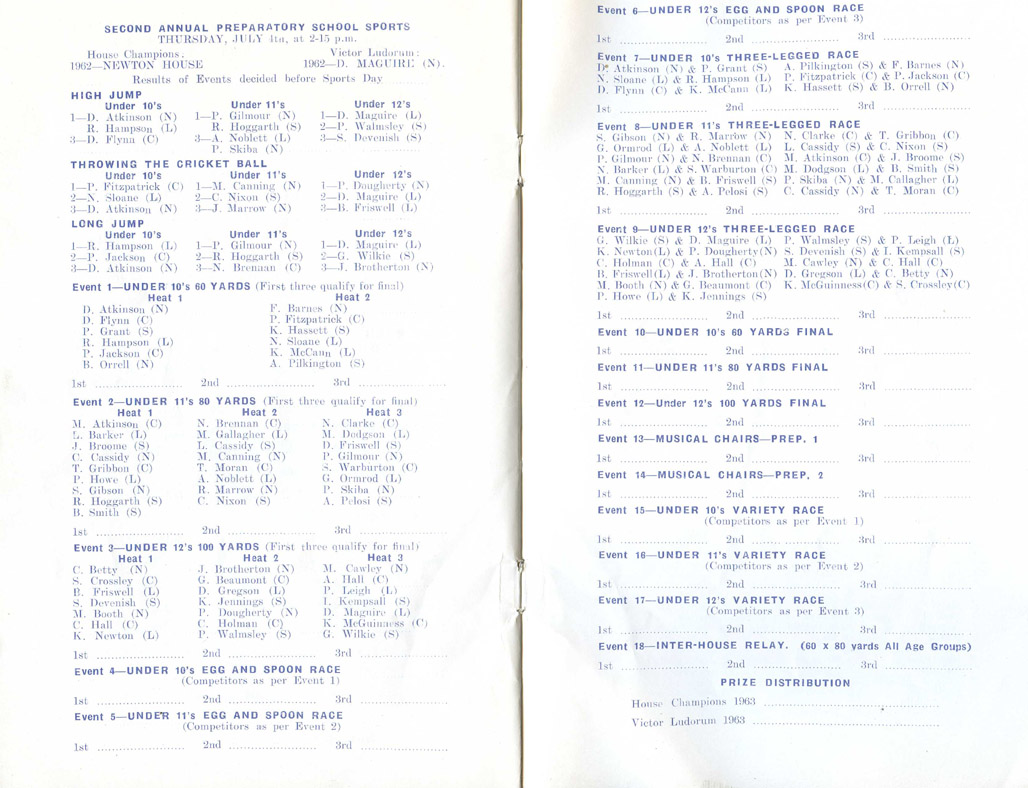 SECOND ANNUAL PREPARATORY SCHOOL SPORTS
THURSDAY, JULY 4th, at 2-15 p.m.
House Champions: Victor Ludorum:
1962—NEWTON HOUSE 1962—D. MAGUIRE (N).
Results of Events decided before Sports Day
HIGH JUMP
Under 10's Under 11's Under 12's
1—D. Atkinson (N) 1—P. Gilmour (N) 1—D. Maguire (L)
R. Hampson (L) R. Hoggarth (S) 2—P. Walmsley (S)
3—D. Flynn (C) 3—A. Noblett (L) 3—S. Devenish (S)
P. Skiba (N)
THROWING THE CRICKET BALL
Under 10's Under 11's Under 12's
1—P. Fitzpatrick (C) 1—M. Canning (N) 1—P. Dougherty (N)
2—N. Sloane (L) 2—C. Nixon (S) 2—D. Maguire (L)
3—D. Atkinson (N) 3—J. Marrow (N) 3—B. Friswell (L)
LONG JUMP
Under 10's Under 11's Under 12's
1—R. Hampson (L) 1—P. Gilmour (N) 1—D. Maguire (L)
2—P. Jackson (C) 2—R. Hoggarth (S) 2—G. Wilkie (S)
3—D. Atkinson (N) 3—N. Brennan (C) 3—J. Brotherton (N)
Event 1—UNDER 10's 60 YARDS (First three qualify for final)
Heat 1 Heat 2
D. Atkinson (N) F. Barnes (N)
D. Flynn (C) P. Fitzpatrick (C)
P. Grant (S) K. Hassett (S)
R. Hampson (L) N. Sloane (L)
P. Jackson (C) K. McCann (L)
B. Orrell (N) A. Pilkington (S)
1st .................... 2nd .................... 3rd ....................
Event 2—UNDER 11's 80 YARDS (First three qualify for final)
Heat 1 Heat 2 Heat 3
M. Atkinson (C) N. Brennan (C) N. Clarke (C)
L. Barker (L) M. Gallagher (L) M. Dodgson (L)
J. Broome (S) L. Cassidy (S) D. Friswell (S)
C. Cassidy (N) M. Canning (N) P. Gilmour (N)
T. Gribbon (C) T. Moran (C) S. Warburton (C)
P. Howe (L) A. Noblett (L) G. Ormrod (L)
S. Gibson (N) R. Marrow (N) P. Skiba (N)
R. Hoggarth (S) C. Nixon (S) A. Pelosi (S)
B. Smith (S)
1st .................... 2nd .................... 3rd ....................
Event 3—UNDER 12's 100 YARDS (First three qualify for final)
Heat 1 Heat 2 Heat 3
C. Betty (N) J. Brotherton (N) M. Cawley (N)
S. Crossley (C) G. Beaumont (C) A. Hall (C)
B. Friswell (L) D. Gregson (L) P. Leigh (L)
S. Devenish (S) K. Jennings (S) I. Kempsall (S)
M. Booth (N) P. Dougherty (N) D. Maguire (L)
C. Hall (C) C. Holman (C) K. McGuinness (C)
K. Newton (L) P. Walmsley (S) G. Wilkie (S)
1st .................... 2nd .................... 3rd ....................
Event 4—UNDER 10's EGG AND SPOON RACE
(Competitors as per Event 1)
1st .................... 2nd .................... 3rd ....................
Event 5—UNDER 11's EGG AND SPOON RACE
(Competitors as per Event 2)
1st .................... 2nd .................... 3rd ....................
Event 6—UNDER 12's EGG AND SPOON RACE
(Competitors as per Event 3)
1st .................... 2nd .................... 3rd ....................
Event 7—UNDER 10's THREE-LEGGED RACE
D. Atkinson (N) & P. Grant (S) A. Pilkington (S) & F. Barnes (N)
N. Sloane (L) & R. Hampson (L) P. Fitzpatrick (C) & P. Jackson (C)
D. Flynn (C) & K. McCann (L) K. Hassett (S) & B. Orrell (N)
1st .................... 2nd .................... 3rd ....................
Event 8—UNDER 11's THREE-LEGGED RACE
S. Gibson (N) & R. Marrow (N) N. Clarke (C) & T. Gribbon (C)
G. Ormrod (L) & A. Noblett (L) L. Cassidy (S) & C. Nixon (S)
P. Gilmour (N) & N. Brennan (C) M. Atkinson (C) & J. Broome (S)
N. Barker (L) & S. Warburton (C) M. Dodgson (L) & B. Smith (S)
M. Canning (N) & B. Friswell (S) P. Skiba (N) & M. Callagher (L)
R. Hoggarth (S) & A. Pelosi (S) C. Cassidy (N) & T. Moran (C)
1st .................... 2nd .................... 3rd ....................
Event 9—UNDER 12's THREE-LEGGED RACE
G. Wilkie (S) & D. Maguire (L) P. Walmsley (S) & P. Leigh (L)
K. Newton(L) & P. Dougherty(N) S. Devenish (S) & I. Kempsall (S)
C. Holman (C) & A. Hall (C) M. Cawley (N) & C. Hall (C)
B. Friswell(L) & J. Brotherton(N) D. Gregson (L) & C. Betty (N)
M. Booth (N) & G. Beaumont (C) K. McGuinness(C) & S. Crossley(C)
P. Howe (L) & K. Jennings (S)
1st .................... 2nd .................... 3rd ....................
Event 10—UNDER 10's 60 YARDS FINAL
1st .................... 2nd .................... 3rd ....................
Event 11—UNDER 11's 80 YARDS FINAL
1st .................... 2nd .................... 3rd ....................
Event 12—Under 12's 100 YARDS FINAL
1st .................... 2nd .................... 3rd ....................
Event 13—MUSICAL CHAIRS—PREP. 1
1st .................... 2nd .................... 3rd ....................
Event 14—MUSICAL CHAIRS—PREP. 2
1st .................... 2nd .................... 3rd ....................
Event 15—UNDER 10's VARIETY RACE
(Competitors as per Event 1)
1st .................... 2nd .................... 3rd ....................
Event 16—UNDER 11's VARIETY RACE
(Competitors as per Event 2)
1st .................... 2nd .................... 3rd ....................
Event 17—UNDER 12's VARIETY RACE
(Competitors as per Event 3)
1st .................... 2nd .................... 3rd ....................
Event 18—INTER-HOUSE RELAY. (60 x 80 yards All Age Groups)
1st .................... 2nd .................... 3rd ....................
PRIZE DISTRIBUTION
House Champions 1963 ........................................
Victor Ludorum 1963 ........................................